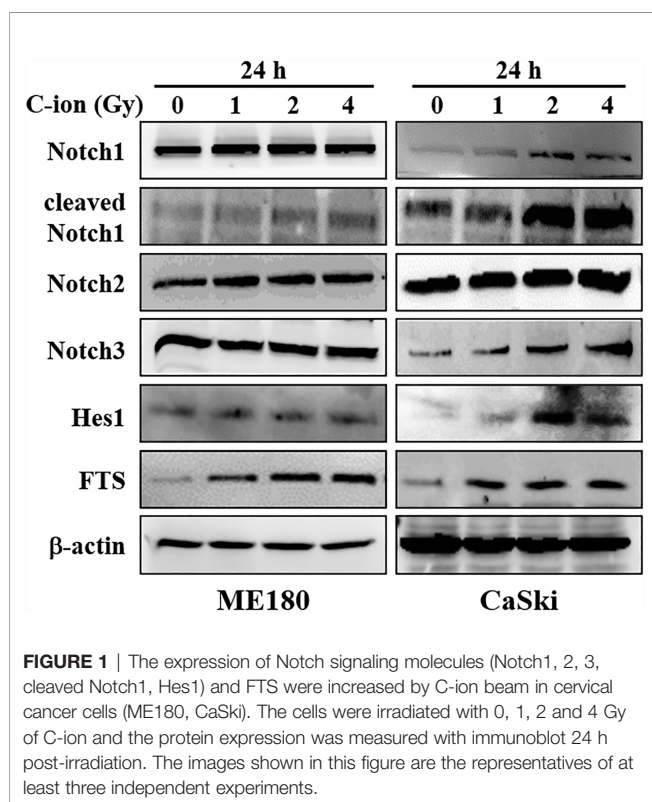 24 h 24 h
C-ion (Gy) 0 1 2 4 0 1 2 4
Notch1
cleaved
Notch1
Notch2
Notch3
Hes1
FTS
β-actin
ME180 CaSki
FIGURE 1 | The expression of Notch signaling molecules (Notch1, 2, 3,
cleaved Notch1, Hes1) and FTS were increased by C-ion beam in cervical
cancer cells (ME180, CaSki). The cells were irradiated with 0, 1, 2 and 4 Gy
of C-ion and the protein expression was measured with immunoblot 24 h
post-irradiation. The images shown in this figure are the representatives of at
least three independent experiments.